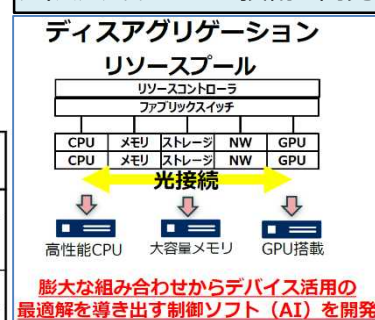 ディスアグリゲーション
リソースプール
リソースコントローラ
ファブリックスイッチ
CPU メモリ ストレージ NW GPU
CPU メモリ ストレージ NW GPU
光接続
高性能CPU 大容量メモリ GPU搭載
膨大な組み合わせからデバイス活用の
最適解を導き出す制御ソフト（AI）を開発